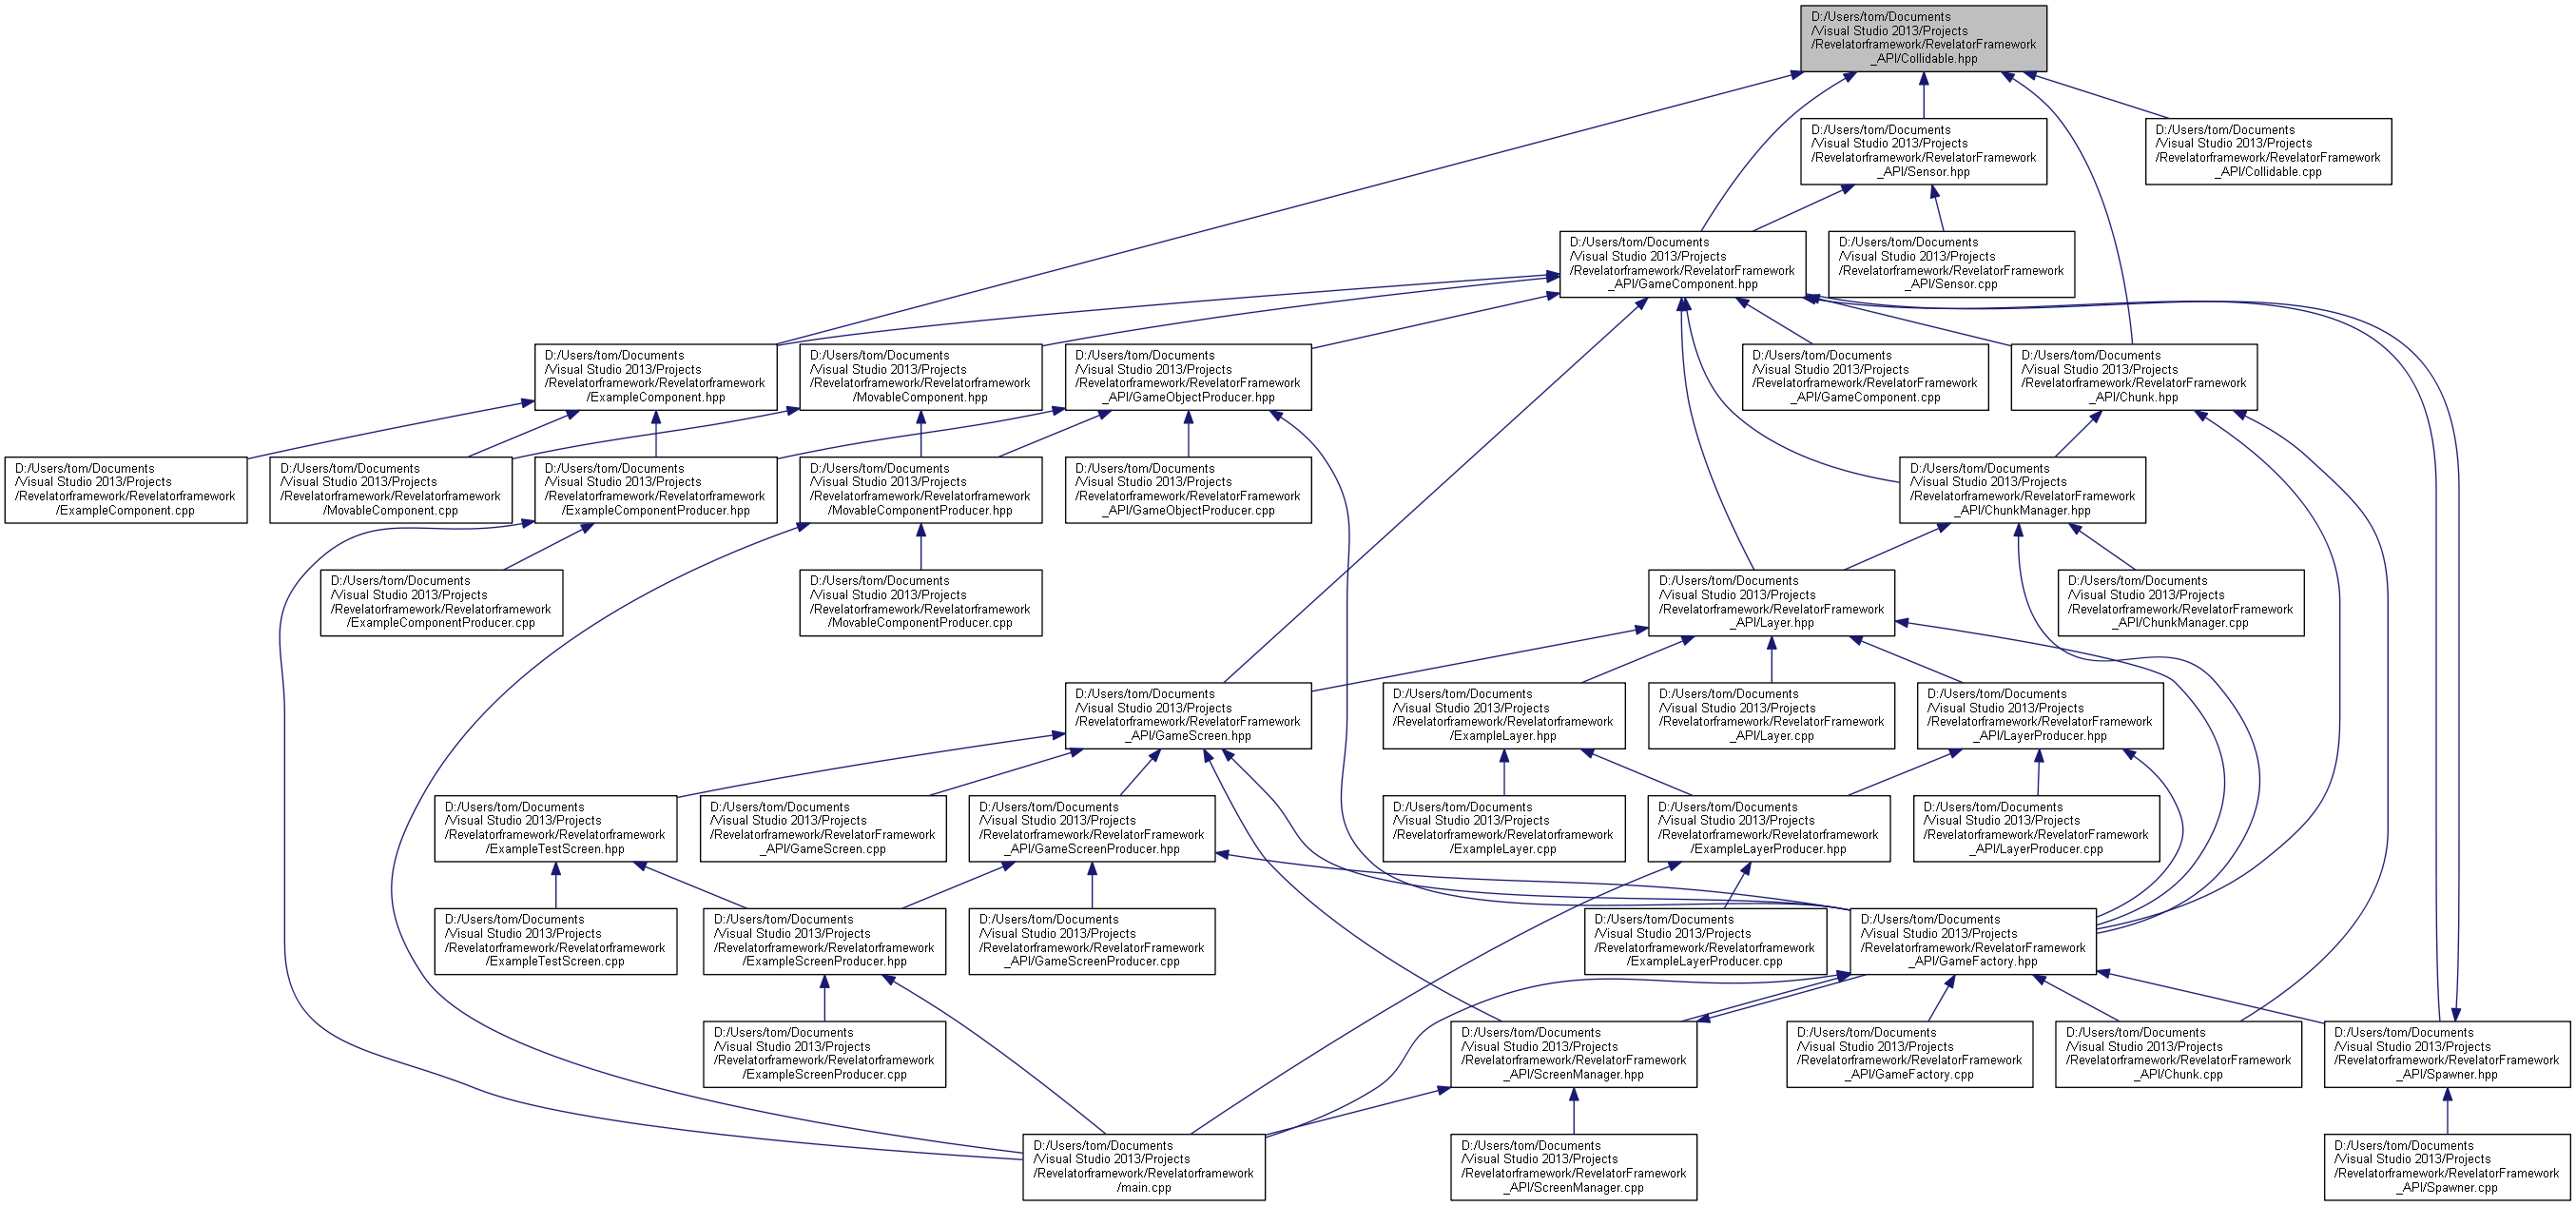 D:/Users/tom/Documents
/Visual Studio 2013/Projects
/Revelatorframework/RevelatorFramework
_API/Collidable.hpp
D:/Users/tom/Documents
/Visual Studio 2013/Projects
/Revelatorframework/RevelatorFramework
_API/Sensor.hpp
D:/Users/tom/Documents
/Visual Studio 2013/Projects
/Revelatorframework/RevelatorFramework
_API/Collidable.cpp
D:/Users/tom/Documents
/Visual Studio 2013/Projects
/Revelatorframework/RevelatorFramework
_API/GameComponent.hpp
D:/Users/tom/Documents
/Visual Studio 2013/Projects
/Revelatorframework/RevelatorFramework
_API/Sensor.cpp
D:/Users/tom/Documents
/Visual Studio 2013/Projects
/Revelatorframework/Revelatorframework
/ExampleComponent.hpp
D:/Users/tom/Documents
/Visual Studio 2013/Projects
/Revelatorframework/Revelatorframework
/MovableComponent.hpp
D:/Users/tom/Documents
/Visual Studio 2013/Projects
/Revelatorframework/RevelatorFramework
_API/GameObjectProducer.hpp
D:/Users/tom/Documents
/Visual Studio 2013/Projects
/Revelatorframework/RevelatorFramework
_API/GameComponent.cpp
D:/Users/tom/Documents
/Visual Studio 2013/Projects
/Revelatorframework/RevelatorFramework
_API/Chunk.hpp
D:/Users/tom/Documents
/Visual Studio 2013/Projects
/Revelatorframework/Revelatorframework
/ExampleComponent.cpp
D:/Users/tom/Documents
/Visual Studio 2013/Projects
/Revelatorframework/Revelatorframework
/MovableComponent.cpp
D:/Users/tom/Documents
/Visual Studio 2013/Projects
/Revelatorframework/Revelatorframework
/ExampleComponentProducer.hpp
D:/Users/tom/Documents
/Visual Studio 2013/Projects
/Revelatorframework/Revelatorframework
/MovableComponentProducer.hpp
D:/Users/tom/Documents
/Visual Studio 2013/Projects
/Revelatorframework/RevelatorFramework
_API/GameObjectProducer.cpp
D:/Users/tom/Documents
/Visual Studio 2013/Projects
/Revelatorframework/RevelatorFramework
_API/ChunkManager.hpp
D:/Users/tom/Documents
/Visual Studio 2013/Projects
/Revelatorframework/Revelatorframework
/ExampleComponentProducer.cpp
D:/Users/tom/Documents
/Visual Studio 2013/Projects
/Revelatorframework/Revelatorframework
/MovableComponentProducer.cpp
D:/Users/tom/Documents
/Visual Studio 2013/Projects
/Revelatorframework/RevelatorFramework
_API/Layer.hpp
D:/Users/tom/Documents
/Visual Studio 2013/Projects
/Revelatorframework/RevelatorFramework
_API/ChunkManager.cpp
D:/Users/tom/Documents
/Visual Studio 2013/Projects
/Revelatorframework/RevelatorFramework
_API/GameScreen.hpp
D:/Users/tom/Documents
/Visual Studio 2013/Projects
/Revelatorframework/Revelatorframework
/ExampleLayer.hpp
D:/Users/tom/Documents
/Visual Studio 2013/Projects
/Revelatorframework/RevelatorFramework
_API/Layer.cpp
D:/Users/tom/Documents
/Visual Studio 2013/Projects
/Revelatorframework/RevelatorFramework
_API/LayerProducer.hpp
D:/Users/tom/Documents
/Visual Studio 2013/Projects
/Revelatorframework/Revelatorframework
/ExampleTestScreen.hpp
D:/Users/tom/Documents
/Visual Studio 2013/Projects
/Revelatorframework/RevelatorFramework
_API/GameScreen.cpp
D:/Users/tom/Documents
/Visual Studio 2013/Projects
/Revelatorframework/RevelatorFramework
_API/GameScreenProducer.hpp
D:/Users/tom/Documents
/Visual Studio 2013/Projects
/Revelatorframework/Revelatorframework
/ExampleLayer.cpp
D:/Users/tom/Documents
/Visual Studio 2013/Projects
/Revelatorframework/Revelatorframework
/ExampleLayerProducer.hpp
D:/Users/tom/Documents
/Visual Studio 2013/Projects
/Revelatorframework/RevelatorFramework
_API/LayerProducer.cpp
D:/Users/tom/Documents
/Visual Studio 2013/Projects
/Revelatorframework/Revelatorframework
/ExampleTestScreen.cpp
D:/Users/tom/Documents
/Visual Studio 2013/Projects
/Revelatorframework/Revelatorframework
/ExampleScreenProducer.hpp
D:/Users/tom/Documents
/Visual Studio 2013/Projects
/Revelatorframework/RevelatorFramework
_API/GameScreenProducer.cpp
D:/Users/tom/Documents
/Visual Studio 2013/Projects
/Revelatorframework/Revelatorframework
/ExampleLayerProducer.cpp
D:/Users/tom/Documents
/Visual Studio 2013/Projects
/Revelatorframework/RevelatorFramework
_API/GameFactory.hpp
D:/Users/tom/Documents
/Visual Studio 2013/Projects
/Revelatorframework/Revelatorframework
/ExampleScreenProducer.cpp
D:/Users/tom/Documents
/Visual Studio 2013/Projects
/Revelatorframework/RevelatorFramework
_API/ScreenManager.hpp
D:/Users/tom/Documents
/Visual Studio 2013/Projects
/Revelatorframework/RevelatorFramework
_API/GameFactory.cpp
D:/Users/tom/Documents
/Visual Studio 2013/Projects
/Revelatorframework/RevelatorFramework
_API/Chunk.cpp
D:/Users/tom/Documents
/Visual Studio 2013/Projects
/Revelatorframework/RevelatorFramework
_API/Spawner.hpp
D:/Users/tom/Documents
/Visual Studio 2013/Projects
/Revelatorframework/Revelatorframework
/main.cpp
D:/Users/tom/Documents
/Visual Studio 2013/Projects
/Revelatorframework/RevelatorFramework
_API/ScreenManager.cpp
D:/Users/tom/Documents
/Visual Studio 2013/Projects
/Revelatorframework/RevelatorFramework
_API/Spawner.cpp